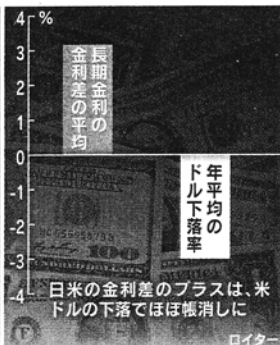 4 %
3
2
1
0
-1
-2
-3
-4
長期金利の
金利差の平均
年平均の
ドル下落率
100
日米の金利差のプラスは、米
ドルの下落でほぼ帳消しに
ロイター